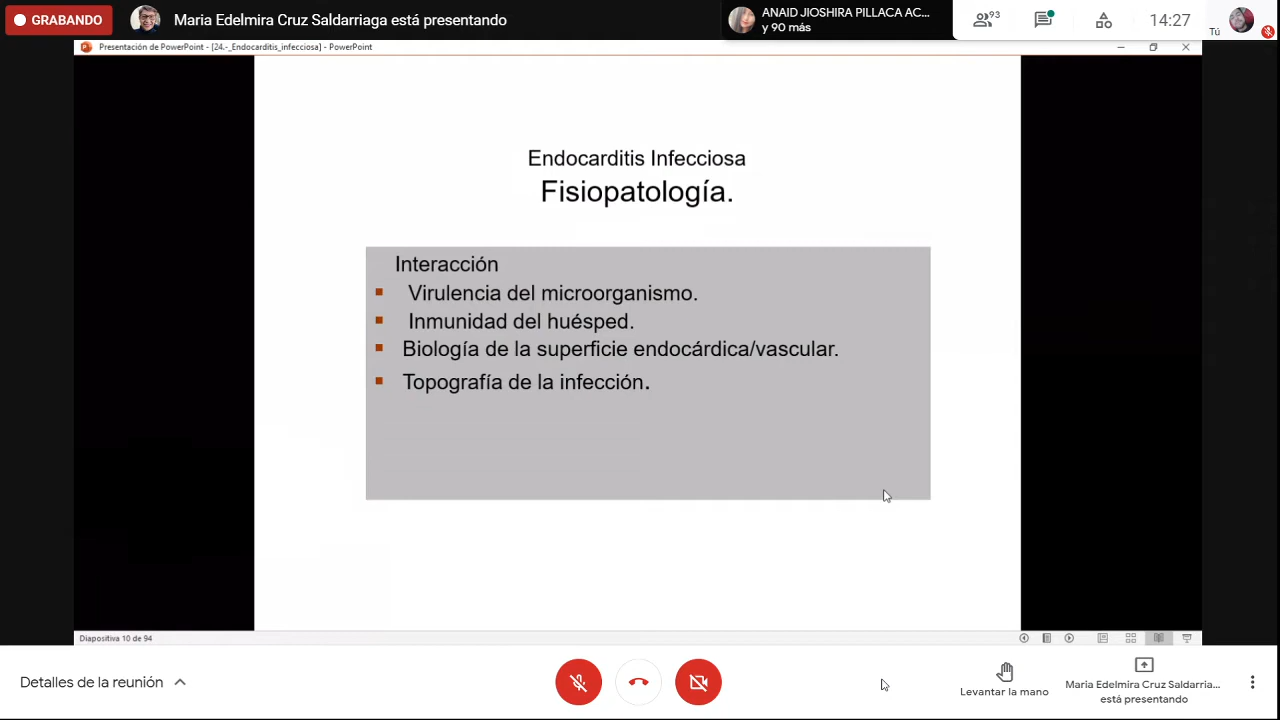 GRABANDO
Maria Edelmira Cruz Saldarriaga está presentando
ANAID JIOSHIRA PILLACA AC...
y 90 más
93
14:27
Tú
Presentación de PowerPoint - [24.-_Endocarditis_infecciosa] - PowerPoint
Endocarditis Infecciosa
Fisiopatología.
Interacción
Virulencia del microorganismo.
Inmunidad del huésped.
Biología de la superficie endocárdica/vascular.
Topografía de la infección.
Diapositiva 10 de 94
Detalles de la reunión
Levantar la mano
Maria Edelmira Cruz Saldarria...
está presentando